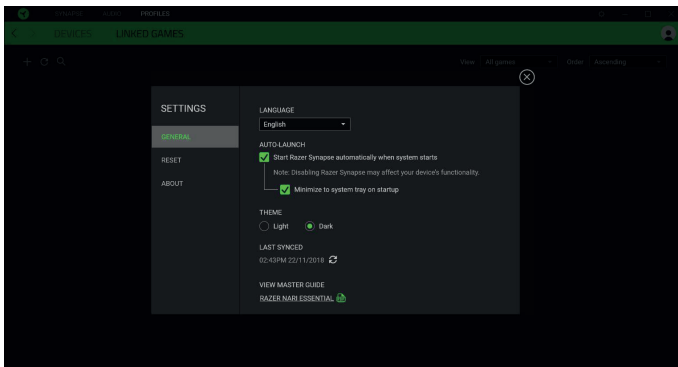 SYNAPSE AUDIO PROFILES
DEVICES LINKED GAMES
View All games Order Ascending
SETTINGS
GENERAL
RESET
ABOUT
LANGUAGE
English
AUTO-LAUNCH
Start Razer Synapse automatically when system starts
Note: Disabling Razer Synapse may affect your device's functionality.
Minimize to system tray on startup
THEME
Light Dark
LAST SYNCED
02:43PM 22/11/2018
VIEW MASTER GUIDE
RAZER NARI ESSENTIAL